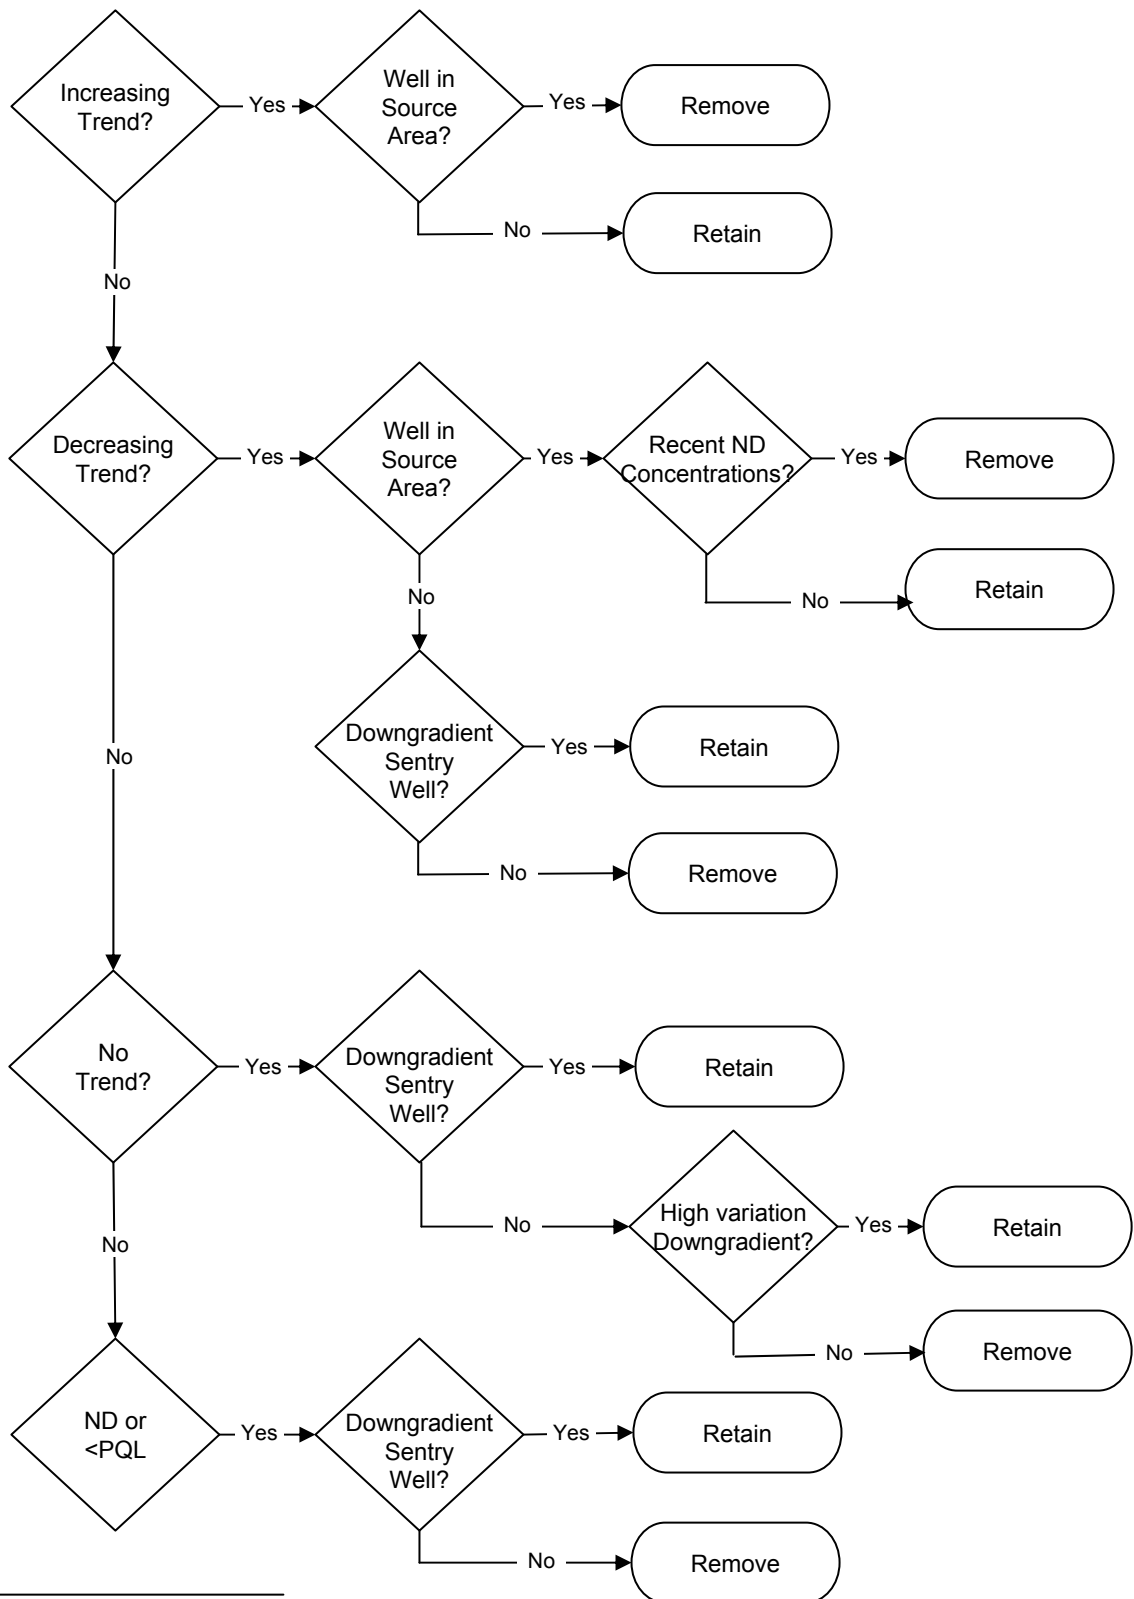 Increasing
Trend?
Yes
Well in
Source
Area?
Yes
Remove
No
Retain
No
Decreasing
Trend?
Yes
Well in
Source
Area?
Yes
Recent ND
Concentrations?
Yes
Remove
No
Retain
No
Downgradient
Sentry
Well?
Yes
Retain
No
Remove
No
No
Trend?
Yes
Downgradient
Sentry
Well?
Yes
Retain
No
High variation
Downgradient?
Yes
Retain
No
Remove
No
ND or
<PQL
Yes
Downgradient
Sentry
Well?
Yes
Retain
No
Remove